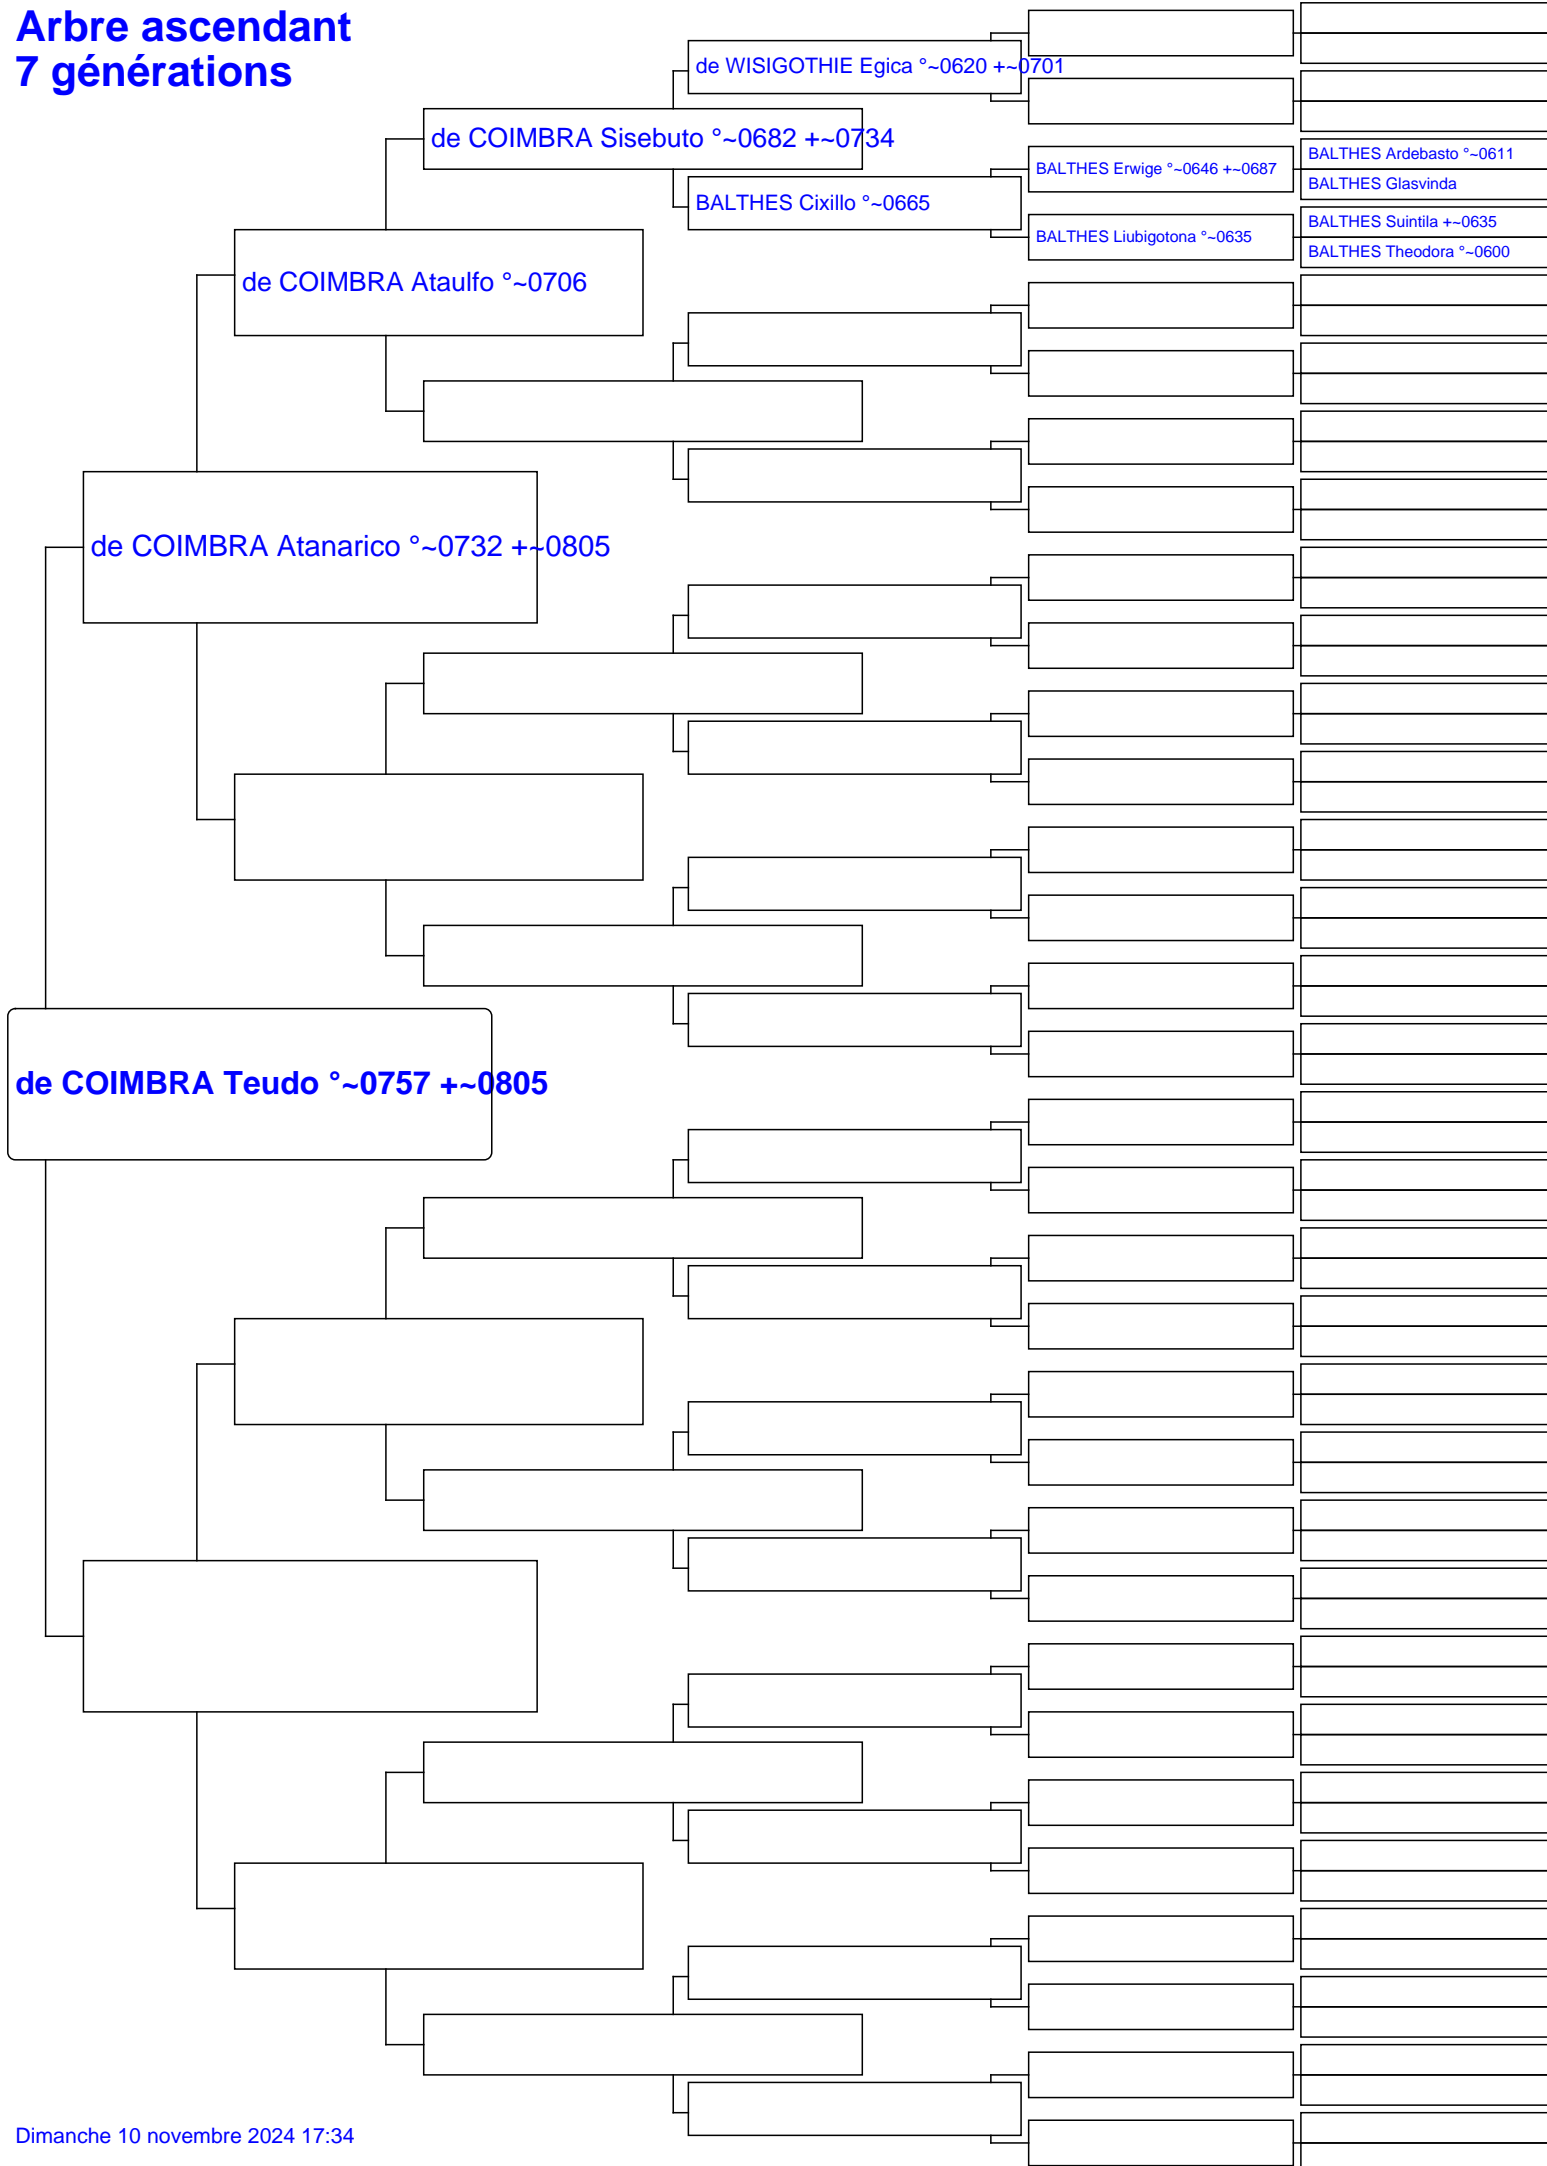 Arbre ascendant
7 générations
de WISIGOTHIE Egica °~0620 +~0701
de COIMBRA Sisebuto °~0682 +~0734
BALTHES Erwige °~0646 +~0687
BALTHES Ardebasto °~0611
BALTHES Glasvinda
BALTHES Cixillo °~0665
BALTHES Suintila +~0635
BALTHES Liubigotona °~0635
BALTHES Theodora °~0600
de COIMBRA Ataulfo °~0706
de COIMBRA Atanarico °~0732 +~0805
de COIMBRA Teudo °~0757 +~0805
Dimanche 10 novembre 2024 17:34